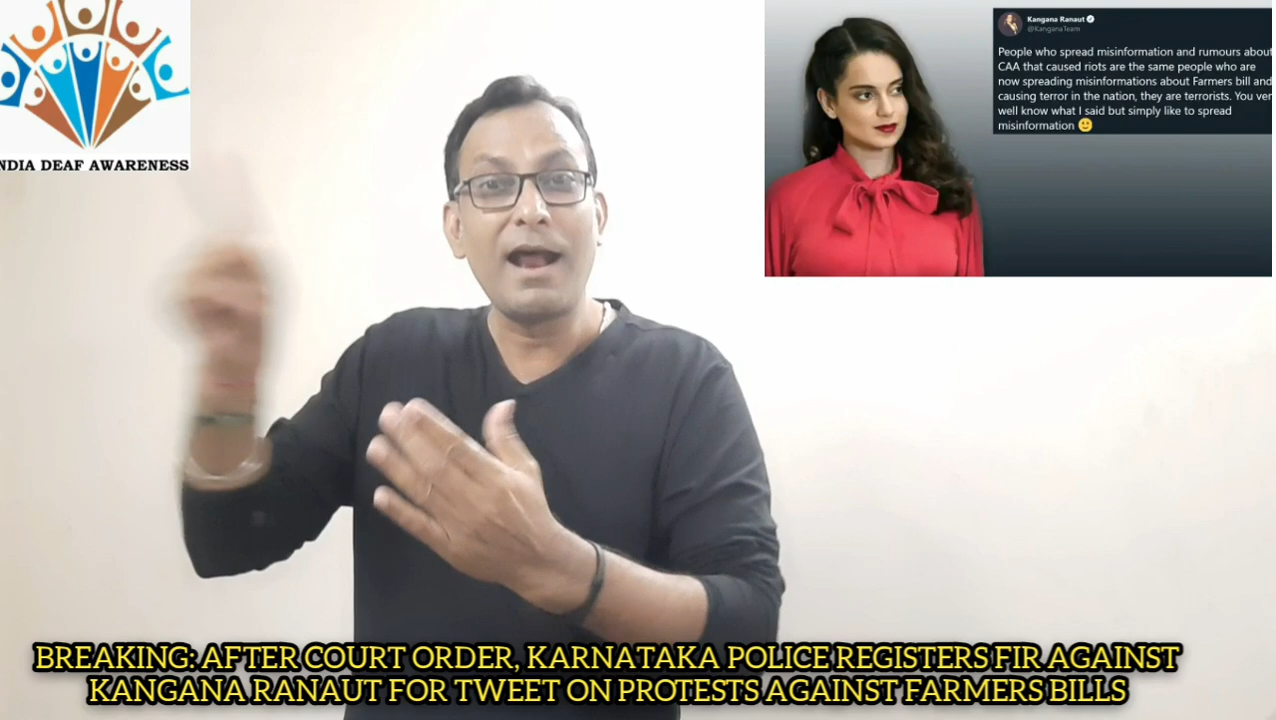 NDIA DEAF AWARENESS
Kangana Ranaut
@KanganaTeam
People who spread misinformation and rumours about
CAA that caused riots are the same people who are
now spreading misinformations about Farmers bill and
causing terror in the nation, they are terrorists. You ver
well know what I said but simply like to spread
misinformation 🙂
BREAKING: AFTER COURT ORDER, KARNATAKA POLICE REGISTERS FIR AGAINST
KANGANA RANAUT FOR TWEET ON PROTESTS AGAINST FARMERS BILLS